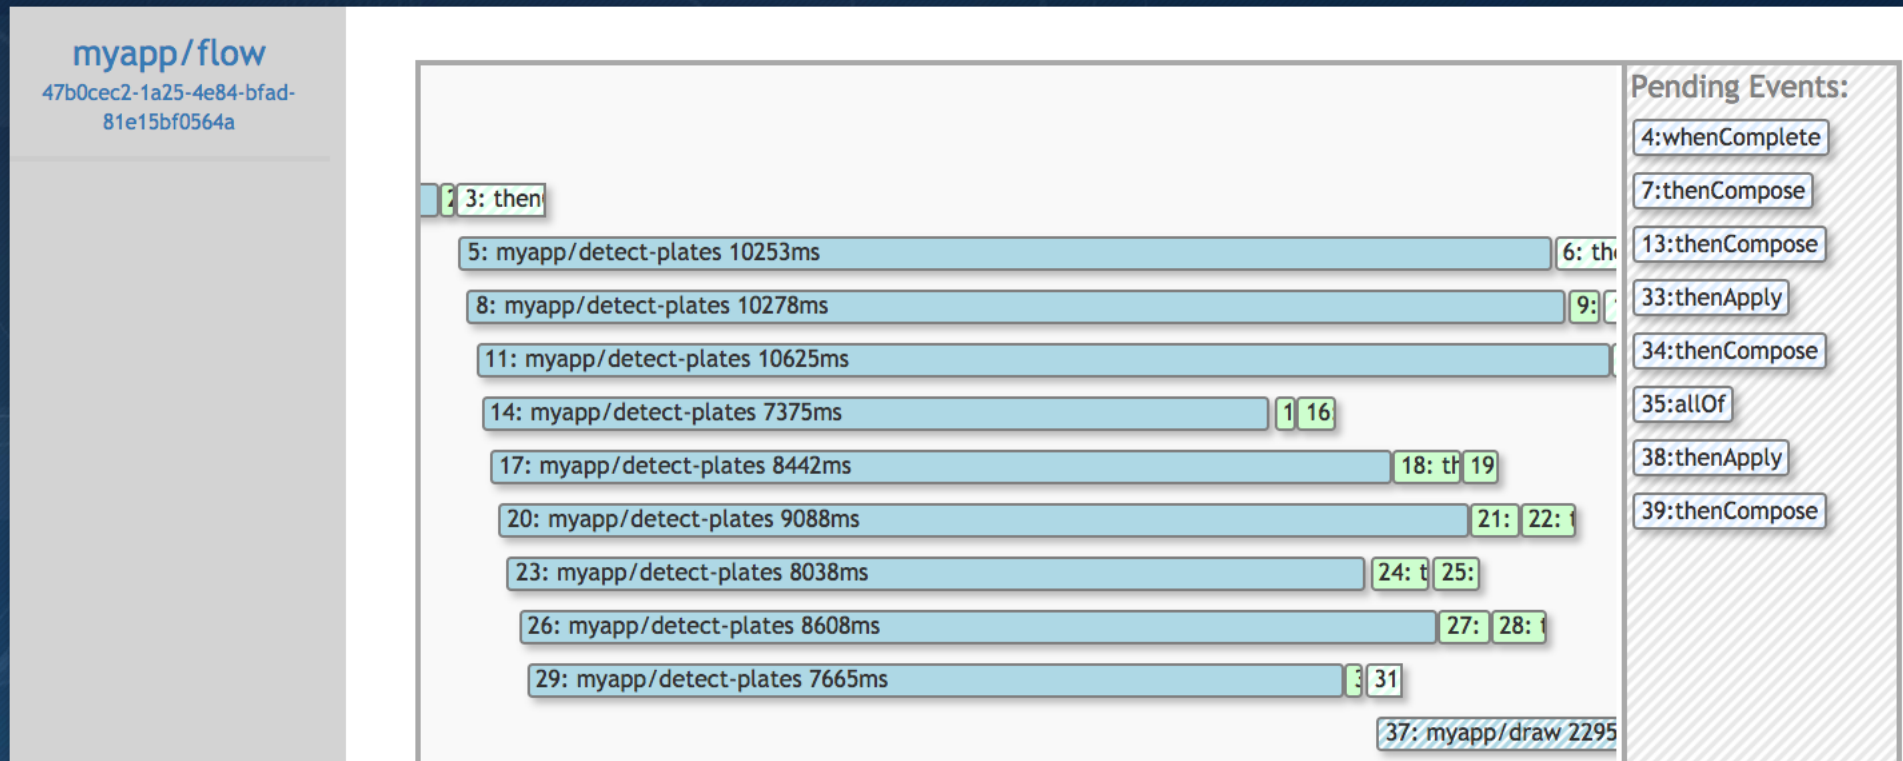 myapp/flow
47b0cec2-1a25-4e84-bfad-
81e15bf0564a
3: then
5: myapp/detect-plates 10253ms
6: the
8: myapp/detect-plates 10278ms
9:
11: myapp/detect-plates 10625ms
14: myapp/detect-plates 7375ms
1
16
17: myapp/detect-plates 8442ms
18: th
19
20: myapp/detect-plates 9088ms
21:
22: t
23: myapp/detect-plates 8038ms
24: t
25:
26: myapp/detect-plates 8608ms
27:
28: t
29: myapp/detect-plates 7665ms
31
37: myapp/draw 2295
Pending Events:
4:whenComplete
7:thenCompose
13:thenCompose
33:thenApply
34:thenCompose
35:allOf
38:thenApply
39:thenCompose